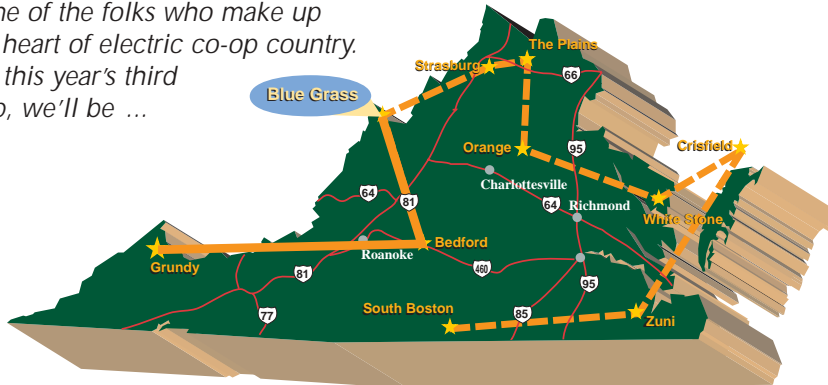 ne of the folks who make up
heart of electric co-op country.
this year's third
o, we'll be ...
The Plains
Strasburg
66
Blue Grass
Orange
95
Crisfield
Charlottesville
64
81
64
Richmond
White Stone
Bedford
Roanoke
Grundy
81
460
95
South Boston
85
77
Zuni